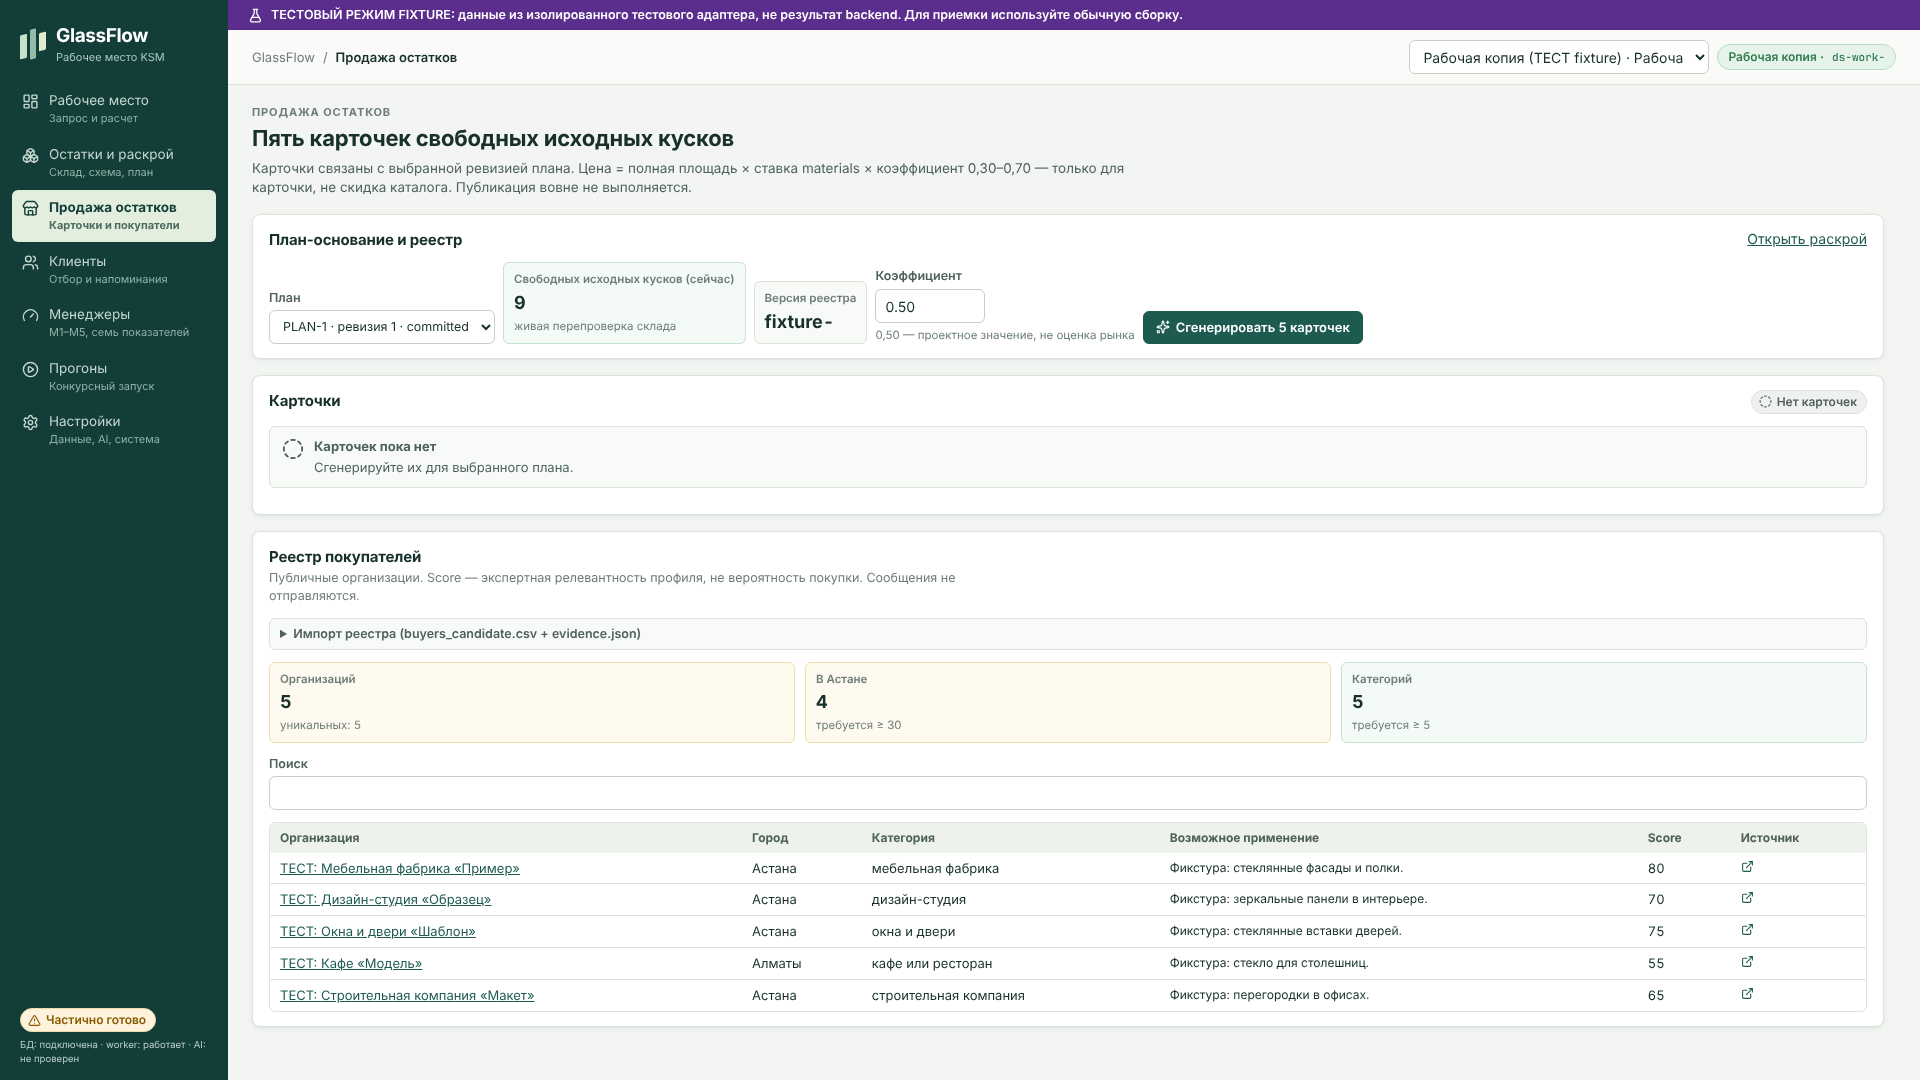 GlassFlow
Рабочее место KSM
Рабочее место
Запрос и расчет
Остатки и раскрой
Склад, схема, план
Продажа остатков
Карточки и покупатели
Клиенты
Отбор и напоминания
Менеджеры
М1–М5, семь показателей
Прогоны
Конкурсный запуск
Настройки
Данные, AI, система
Частично готово
БД: подключена · worker: работает · AI:
не проверен
ТЕСТОВЫЙ РЕЖИМ FIXTURE: данные из изолированного тестового адаптера, не результат backend. Для приемки используйте обычную сборку.
GlassFlow / Продажа остатков
Рабочая копия (ТЕСТ fixture) · Рабоча
Рабочая копия · ds-work-
ПРОДАЖА ОСТАТКОВ
Пять карточек свободных исходных кусков
Карточки связаны с выбранной ревизией плана. Цена = полная площадь × ставка materials × коэффициент 0,30–0,70 — только для
карточки, не скидка каталога. Публикация вовне не выполняется.
План-основание и реестр
Открыть раскрой
План
PLAN-1 · ревизия 1 · committed
Свободных исходных кусков (сейчас)
9
живая перепроверка склада
Версия реестра
fixture-
Коэффициент
0.50
0,50 — проектное значение, не оценка рынка
Сгенерировать 5 карточек
Карточки
Нет карточек
Карточек пока нет
Сгенерируйте их для выбранного плана.
Реестр покупателей
Публичные организации. Score — экспертная релевантность профиля, не вероятность покупки. Сообщения не
отправляются.
Импорт реестра (buyers_candidate.csv + evidence.json)
Организаций
5
уникальных: 5
В Астане
4
требуется ≥ 30
Категорий
5
требуется ≥ 5
Поиск
Организация Город Категория Возможное применение Score Источник
ТЕСТ: Мебельная фабрика «Пример» Астана мебельная фабрика Фикстура: стеклянные фасады и полки. 80
ТЕСТ: Дизайн-студия «Образец» Астана дизайн-студия Фикстура: зеркальные панели в интерьере. 70
ТЕСТ: Окна и двери «Шаблон» Астана окна и двери Фикстура: стеклянные вставки дверей. 75
ТЕСТ: Кафе «Модель» Алматы кафе или ресторан Фикстура: стекло для столешниц. 55
ТЕСТ: Строительная компания «Макет» Астана строительная компания Фикстура: перегородки в офисах. 65